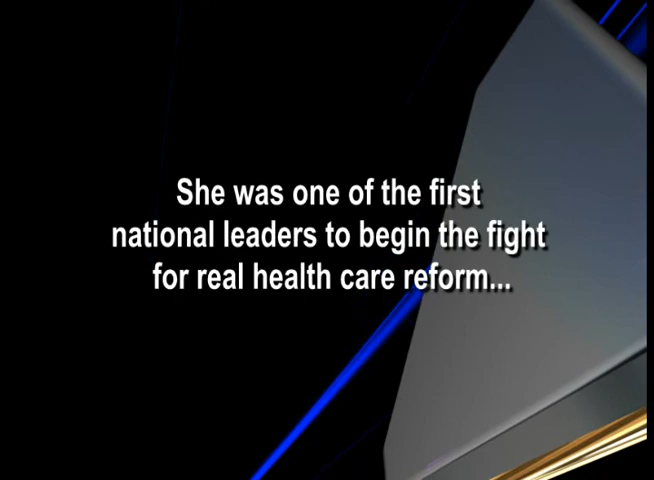 She was one of the first
national leaders to begin the fight
for real health care reform...